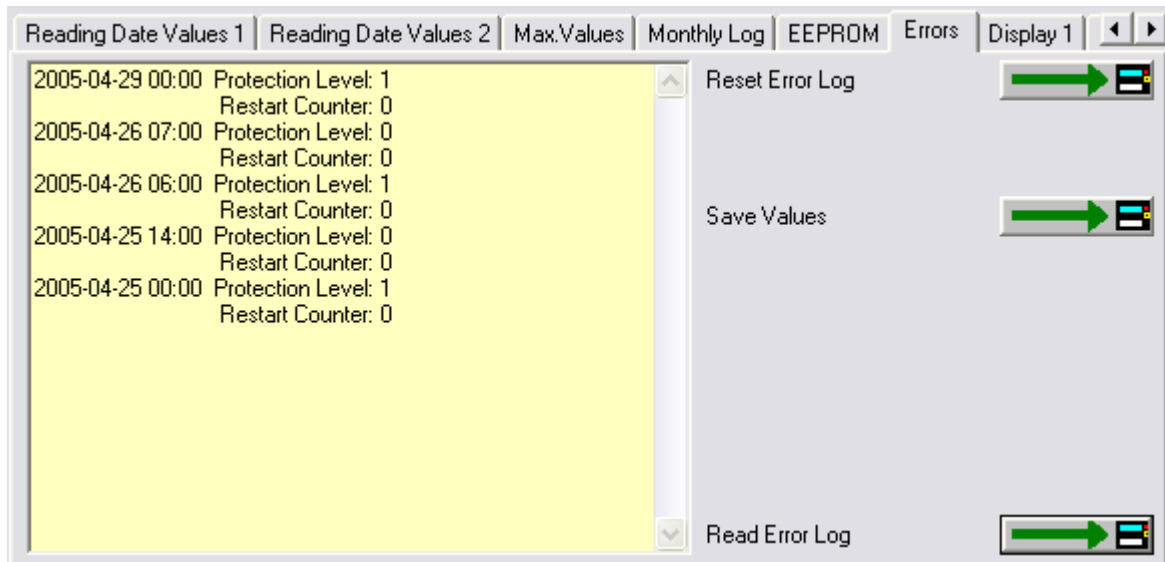 Reading Date Values 1 Reading Date Values 2 Max.Values Monthly Log EEPROM Errors Display 1
2005-04-29 00:00 Protection Level: 1
Restart Counter: 0
2005-04-26 07:00 Protection Level: 0
Restart Counter: 0
2005-04-26 06:00 Protection Level: 1
Restart Counter: 0
2005-04-25 14:00 Protection Level: 0
Restart Counter: 0
2005-04-25 00:00 Protection Level: 1
Restart Counter: 0
Reset Error Log
Save Values
Read Error Log